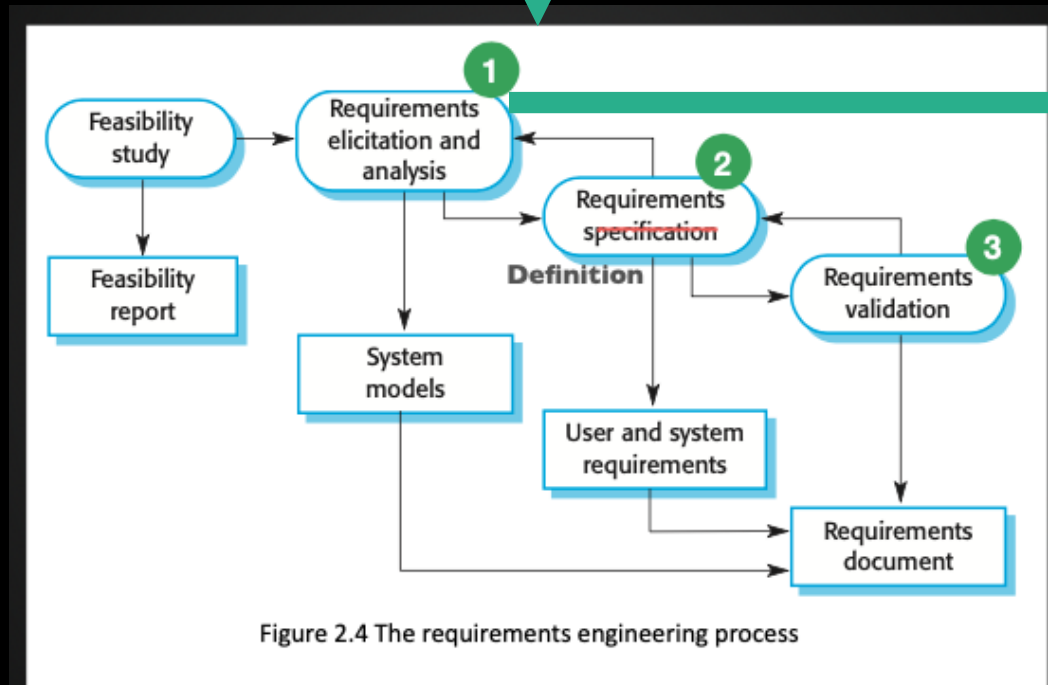 1
Feasibility
study
Requirements
elicitation and
analysis
2
Requirements
specification
Definition
3
Requirements
validation
Feasibility
report
System
models
User and system
requirements
Requirements
document
Figure 2.4 The requirements engineering process